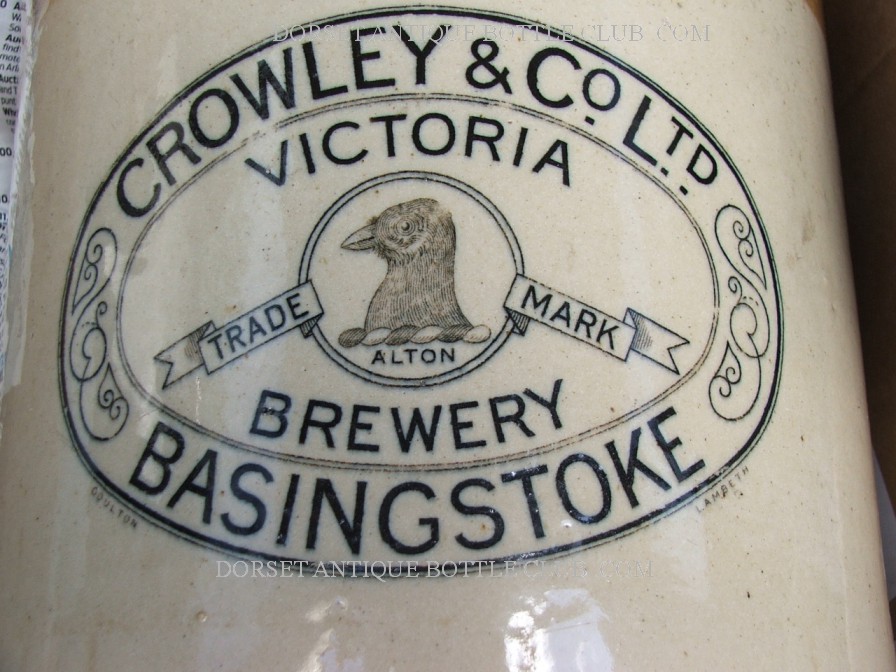 DORSET ANTIQUE BOTTLE CLUB .COM
CROWLEY & CO. LTD.
VICTORIA
TRADE MARK
ALTON
BREWERY
BASINGSTOKE
DOULTON
LAMBETH
DORSET ANTIQUE BOTTLE CLUB .COM